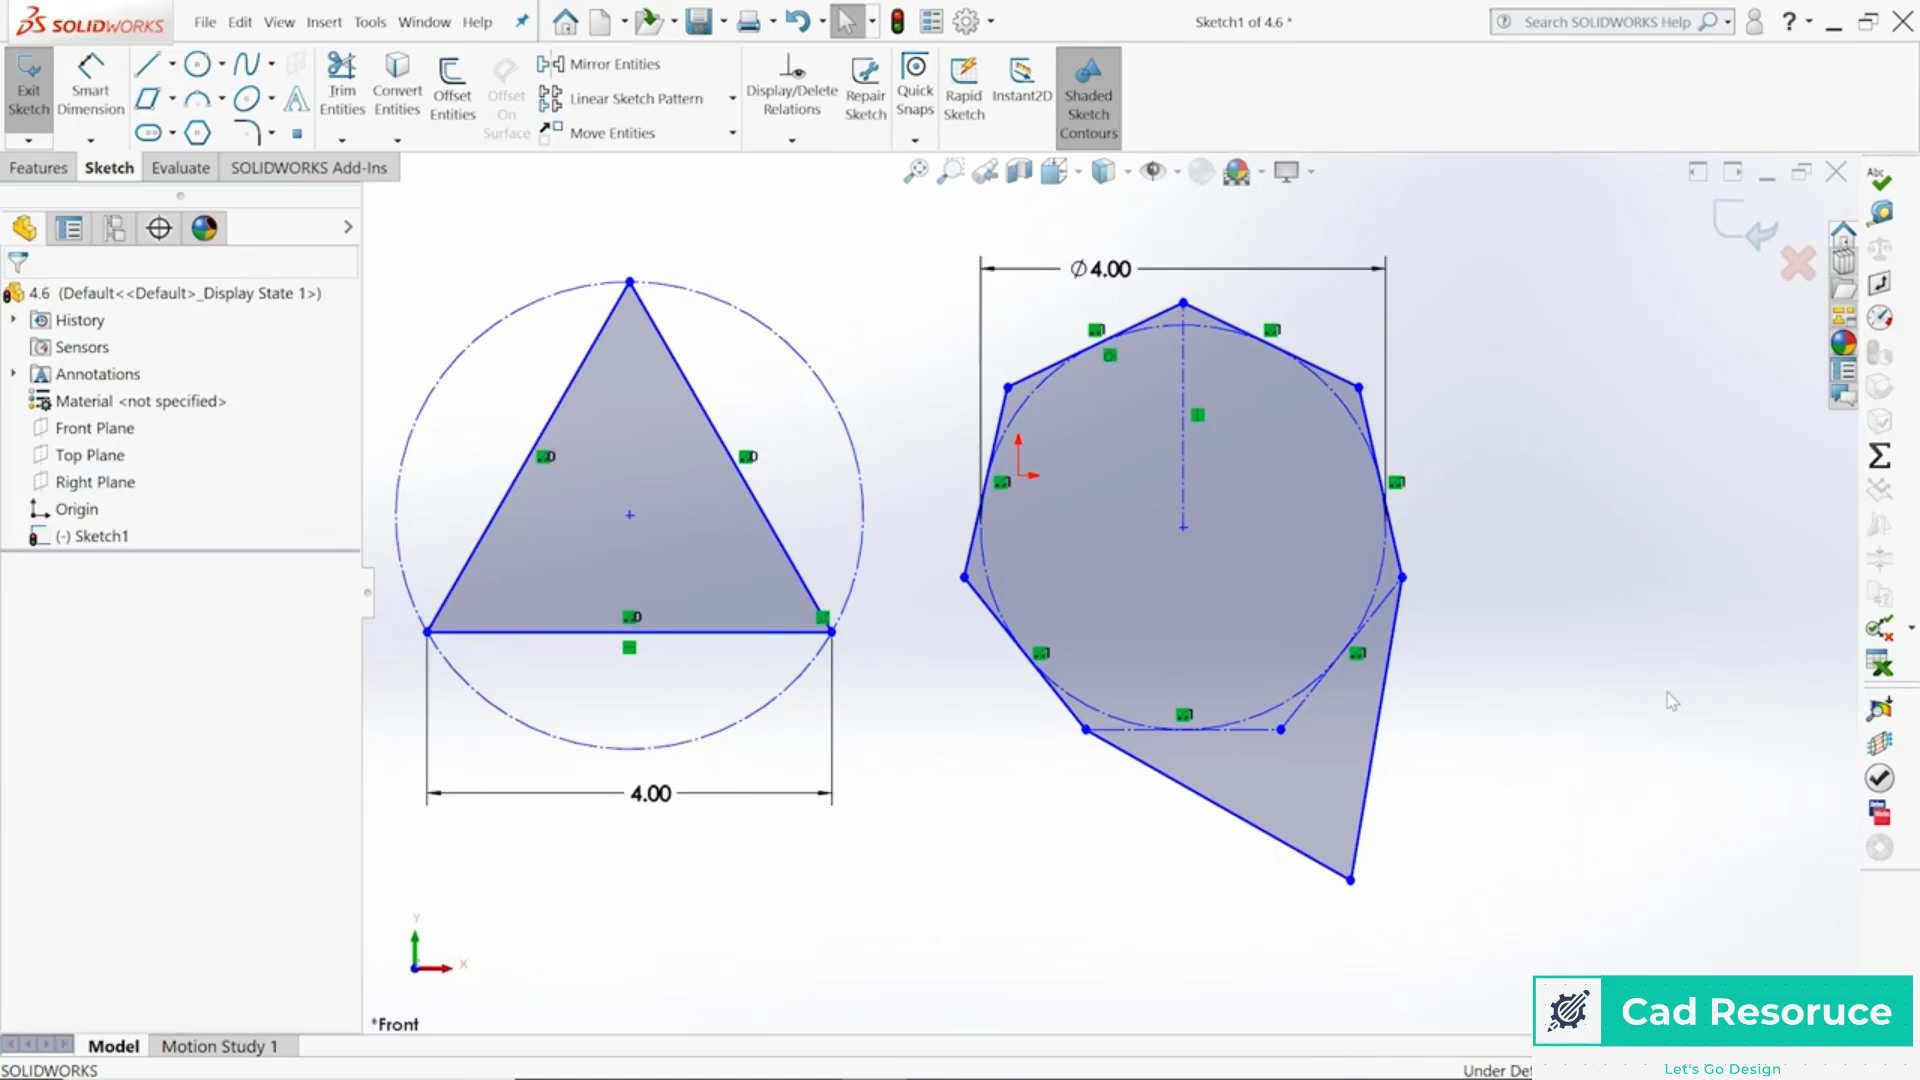 SOLIDWORKS
File Edit View Insert Tools Window Help
Sketch1 of 4.6 *
Search SOLIDWORKS Help
?
Exit Sketch
Smart Dimension
Trim Entities
Convert Entities
Offset Entities
Offset On Surface
Mirror Entities
Linear Sketch Pattern
Move Entities
Display/Delete Relations
Repair Sketch
Quick Snaps
Rapid Sketch
Instant2D
Shaded Sketch Contours
Features Sketch Evaluate SOLIDWORKS Add-Ins
4.6 (Default<<Default>_Display State 1>)
History
Sensors
Annotations
Material <not specified>
Front Plane
Top Plane
Right Plane
Origin
(-) Sketch1
Ø4.00
4.00
Y
X
*Front
Model Motion Study 1
SOLIDWORKS
Under Def
Cad Resoruce
Let's Go Design